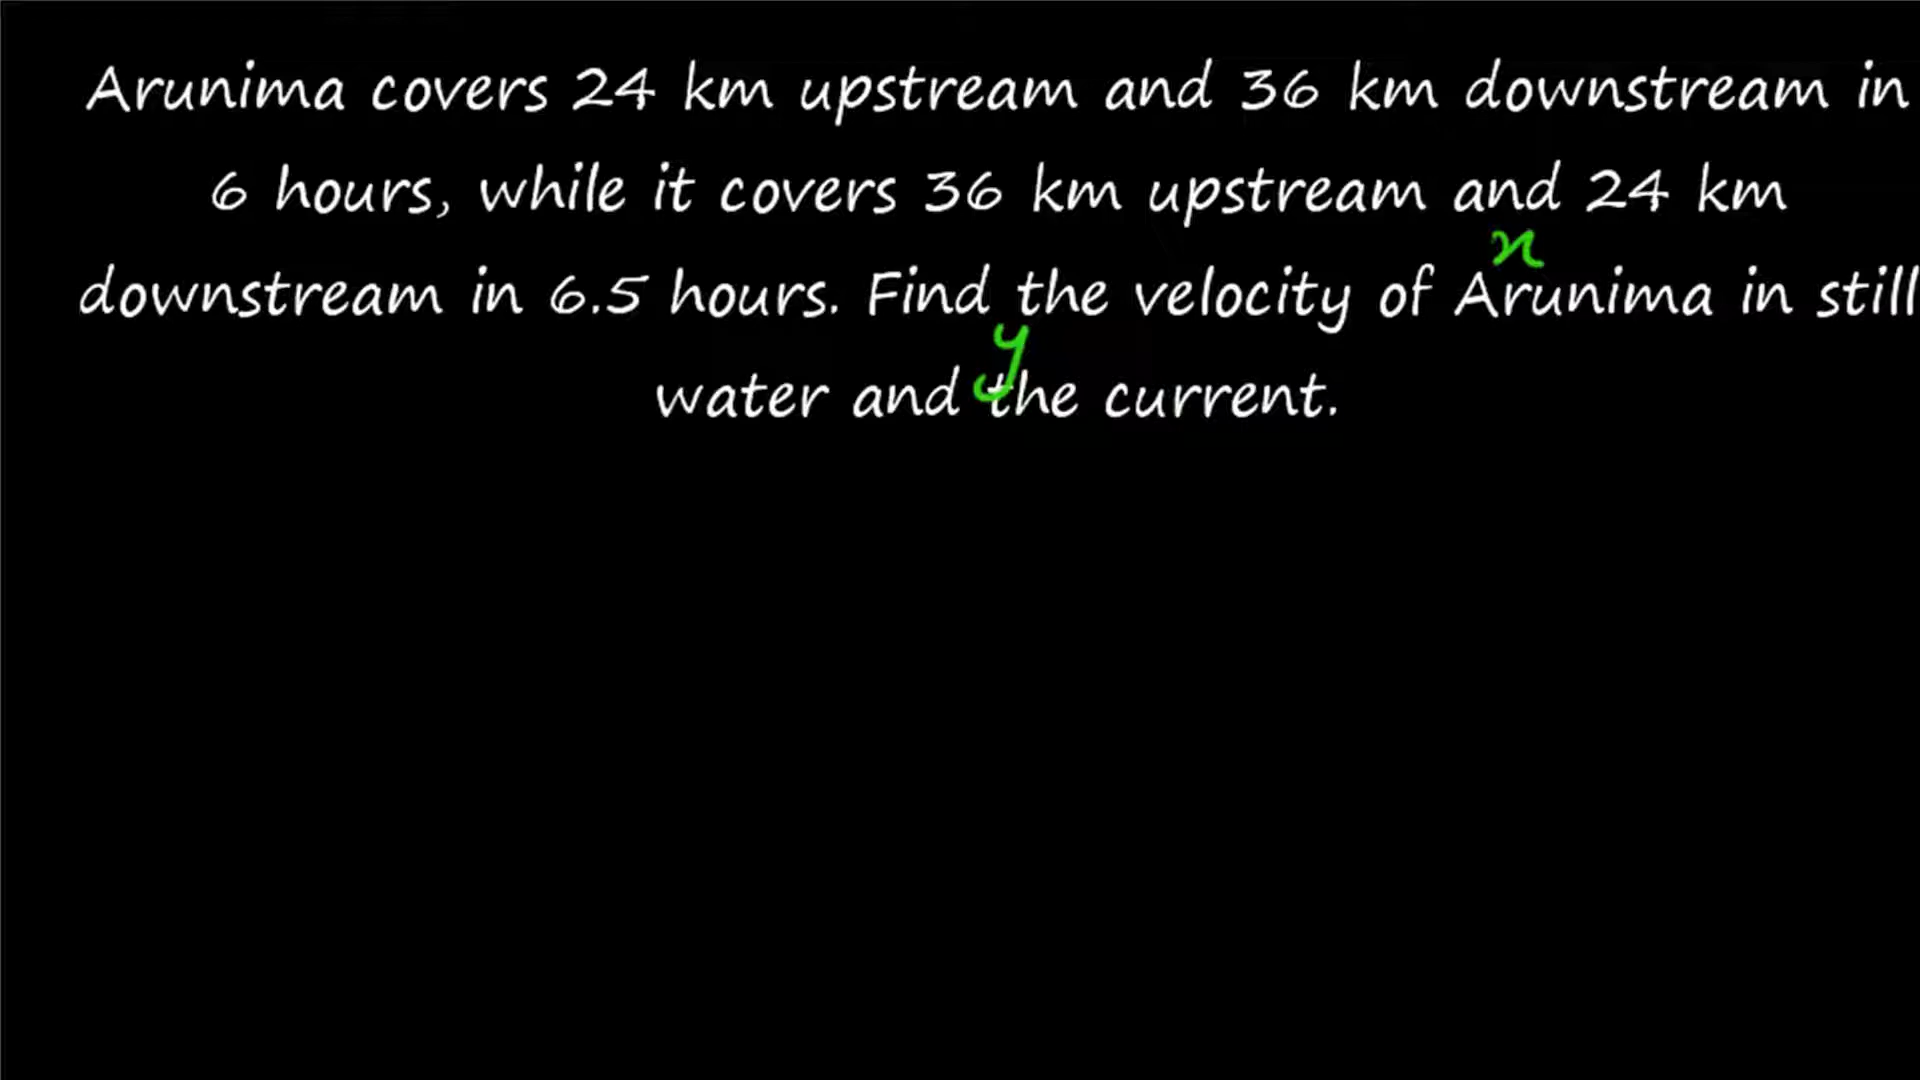 Arunima covers 24 km upstream and 36 km downstream in
6 hours, while it covers 36 km upstream and 24 km
x
downstream in 6.5 hours. Find the velocity of Arunima in still
y
water and the current.